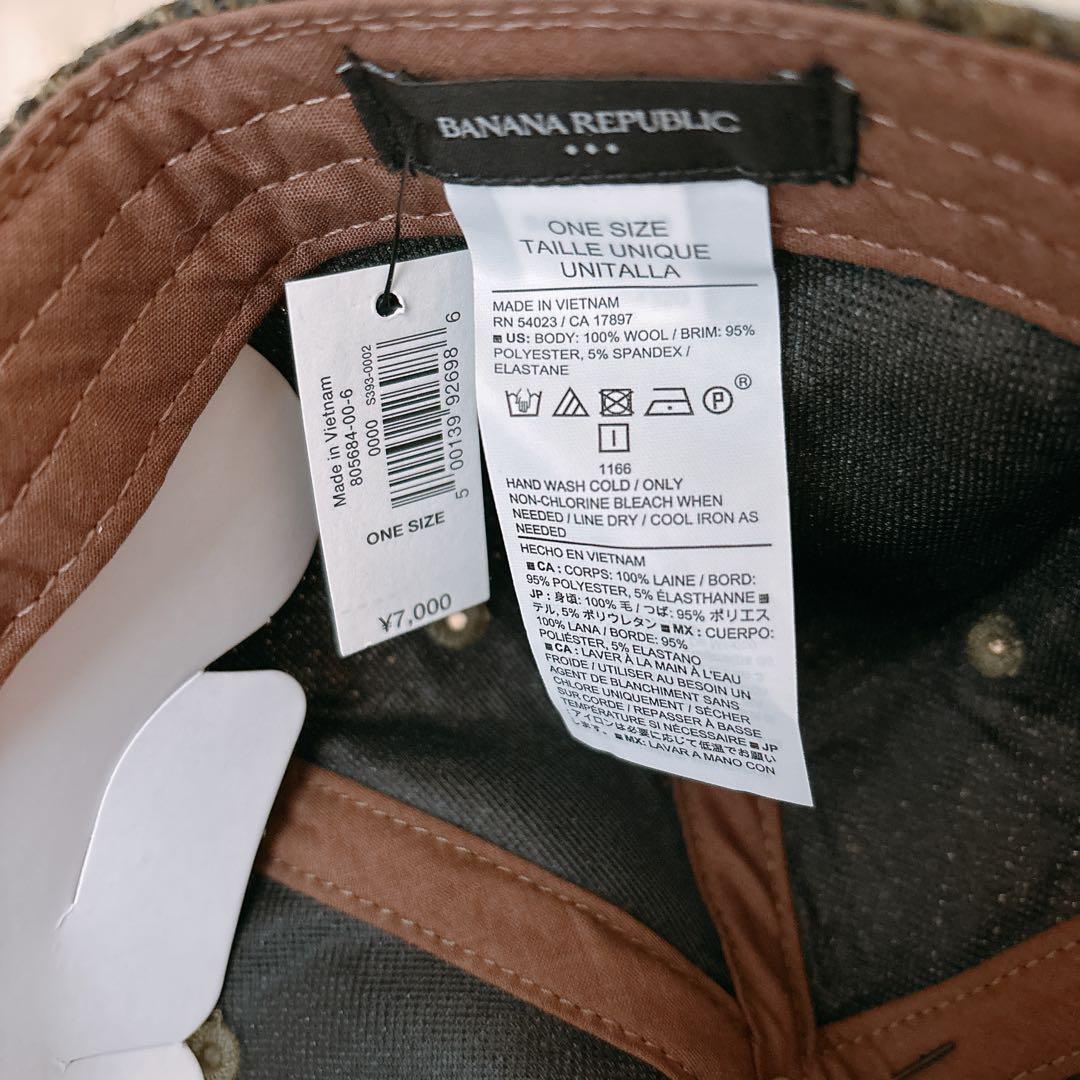 BANANA REPUBLIC
ONE SIZE
TAILLE UNIQUE
UNITALLA
MADE IN VIETNAM
RN 54023 / CA 17897
US: BODY: 100% WOOL / BRIM: 95%
POLYESTER, 5% SPANDEX /
ELASTANE
P ®
1166
HAND WASH COLD / ONLY
NON-CHLORINE BLEACH WHEN
NEEDED / LINE DRY / COOL IRON AS
NEEDED
HECHO EN VIETNAM
CA : CORPS: 100% LAINE / BORD:
95% POLYESTER, 5% ÉLASTHANNE
JP : 身頃: 100% 毛 / つば: 95% ポリエス
テル, 5% ポリウレタン MX : CUERPO:
100% LANA / BORDE: 95%
POLIÉSTER, 5% ELASTANO
CA : LAVER À LA MAIN À L'EAU
FROIDE / UTILISER AU BESOIN UN
AGENT DE BLANCHIMENT SANS
CHLORE UNIQUEMENT / SÉCHER
SUR CORDE / REPASSER À BASSE
TEMPÉRATURE SI NÉCESSAIRE JP
: アイロンは必要に応じて低温でお願い
します。 MX: LAVAR A MANO CON
Made in Vietnam
805684-00-6
0000 S393-0002
5 00139 92698 6
ONE SIZE
¥7,000